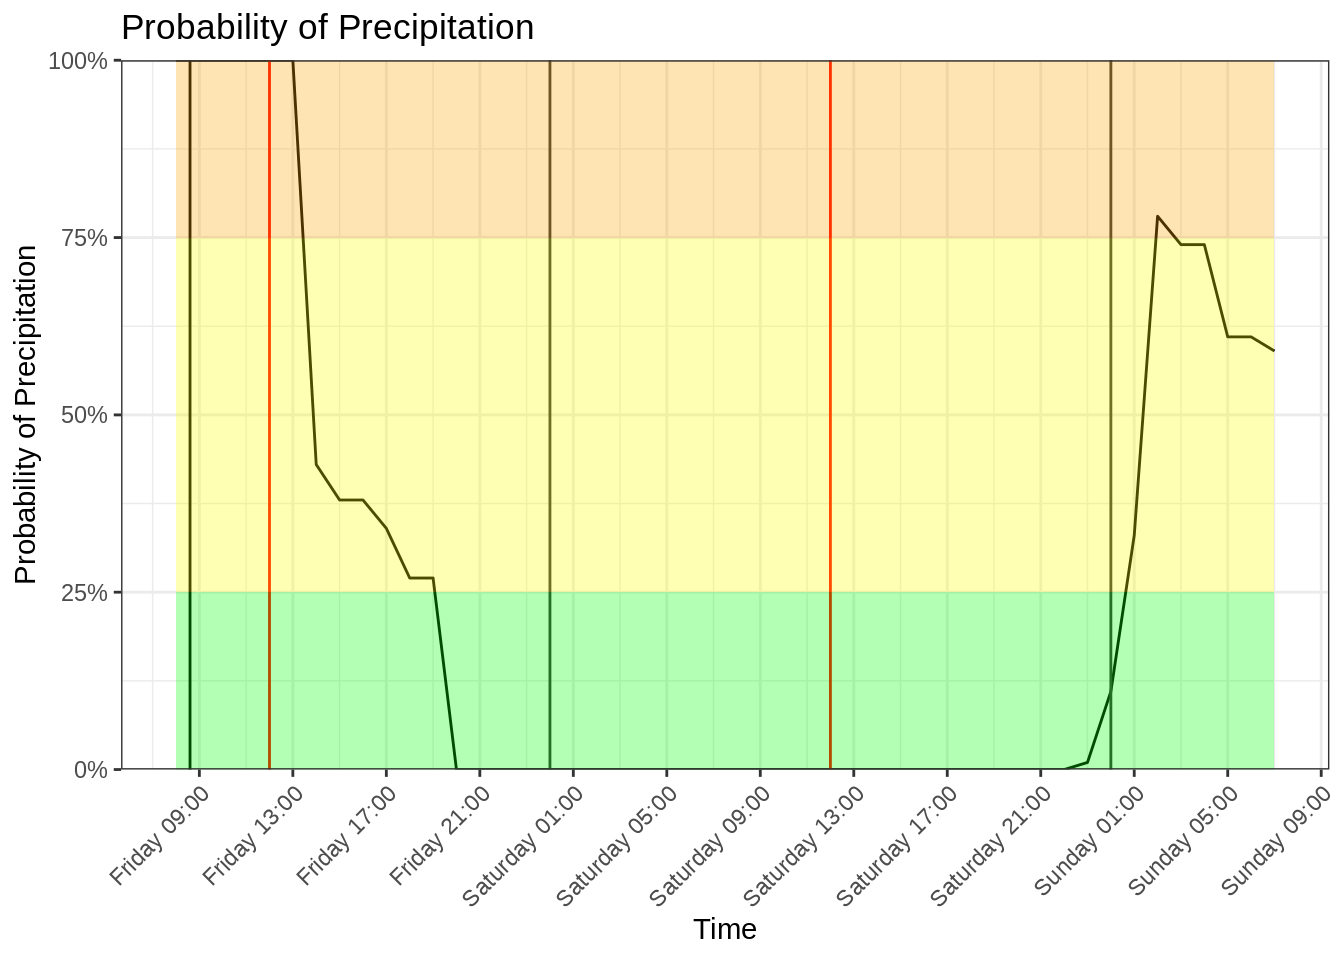 Probability of Precipitation
Probability of Precipitation
100%
75%
50%
25%
0%
Friday 09:00
Friday 13:00
Friday 17:00
Friday 21:00
Saturday 01:00
Saturday 05:00
Saturday 09:00
Saturday 13:00
Saturday 17:00
Saturday 21:00
Sunday 01:00
Sunday 05:00
Sunday 09:00
Time